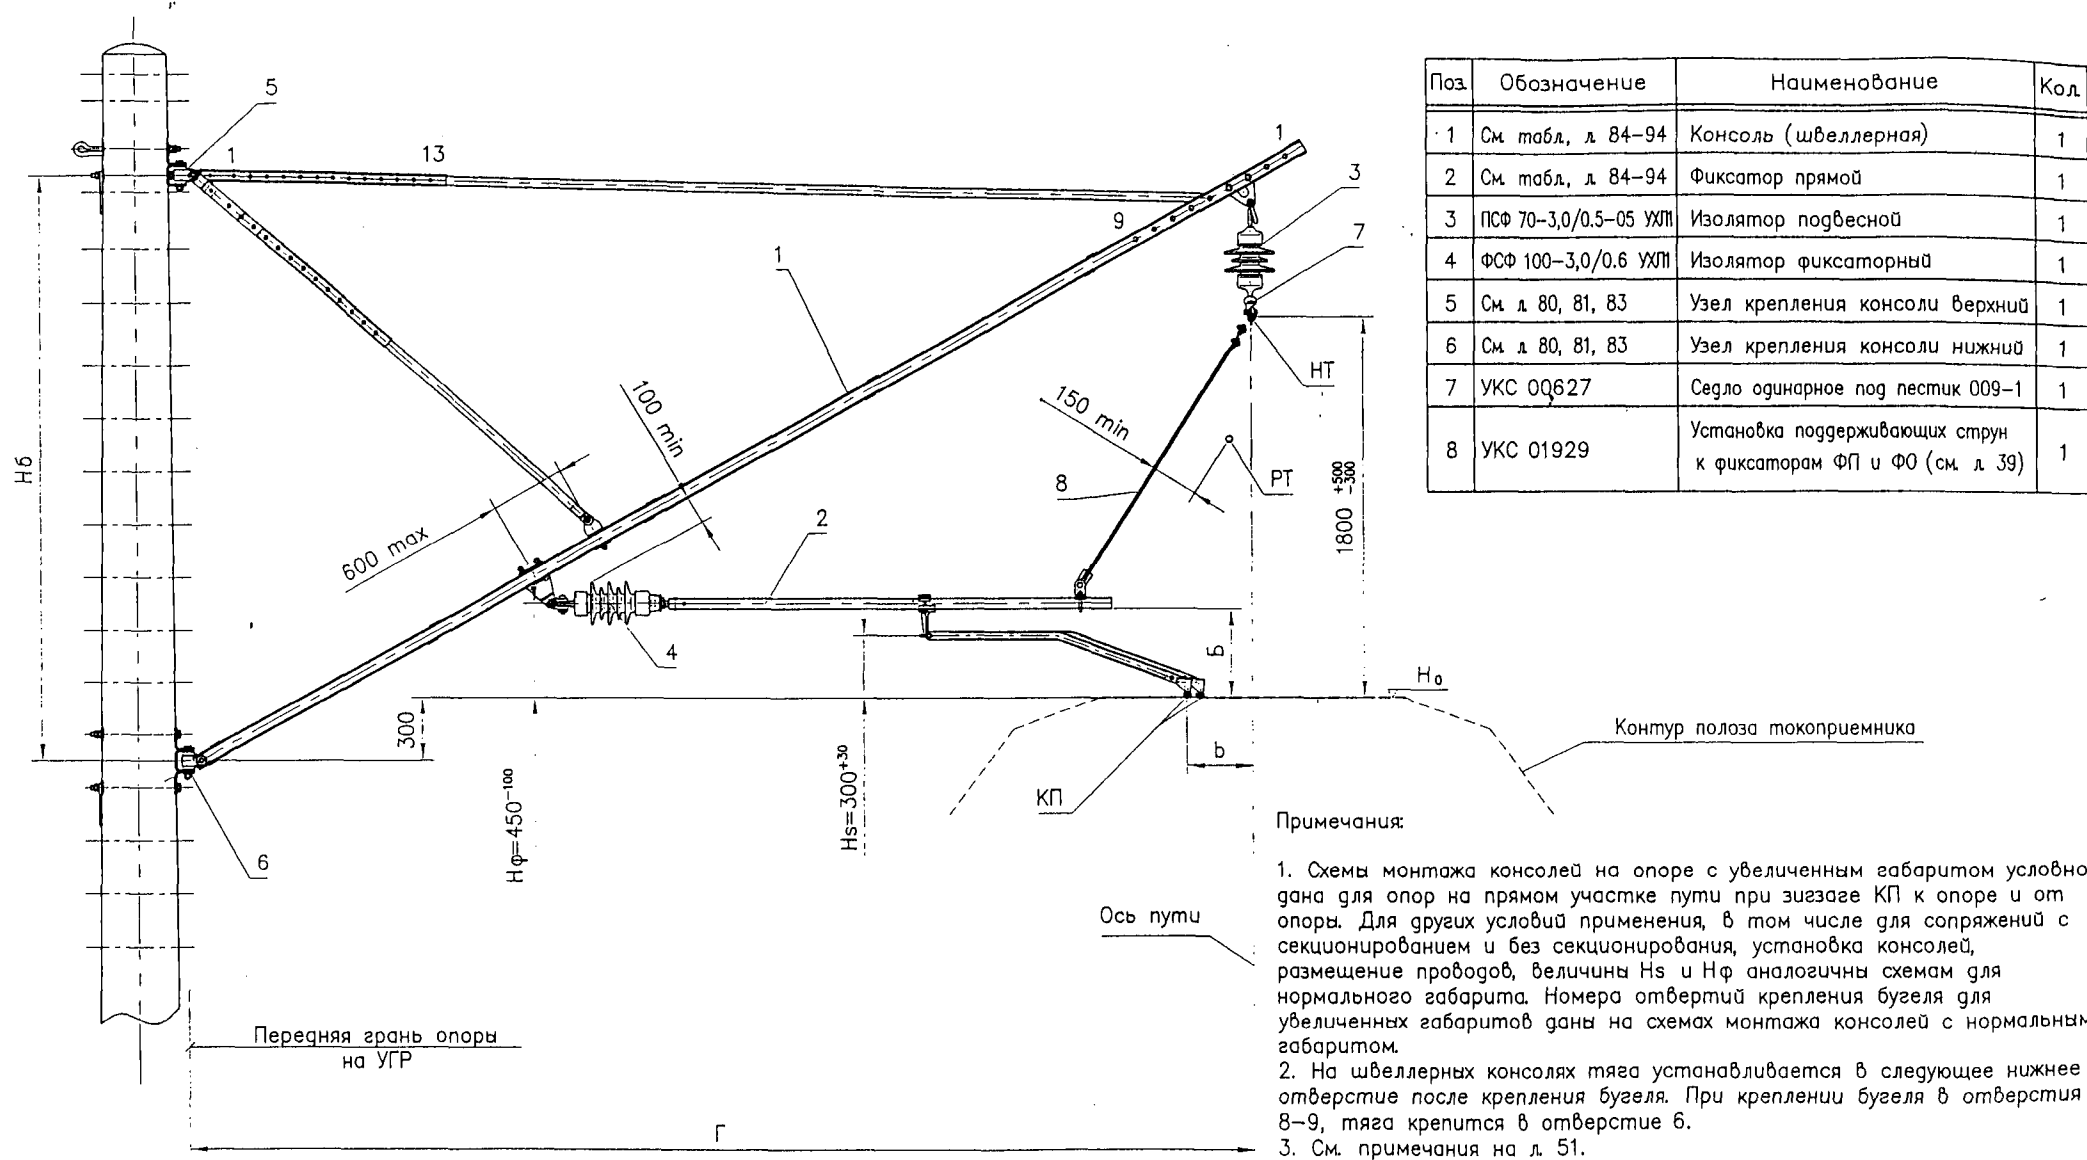 Поз. Обозначение Наименование Кол.
1 См. табл., л. 84-94 Консоль (швеллерная) 1
2 См. табл., л. 84-94 Фиксатор прямой 1
3 ПСФ 70-3,0/0.5-05 УХЛ1 Изолятор подвесной 1
4 ФСФ 100-3,0/0.6 УХЛ1 Изолятор фиксаторный 1
5 См. л. 80, 81, 83 Узел крепления консоли верхний 1
6 См. л. 80, 81, 83 Узел крепления консоли нижний 1
7 УКС 00627 Седло одинарное под пестик 009-1 1
8 УКС 01929 Установка поддерживающих струн
к фиксаторам ФП и ФО (см. л. 39) 1
5
1
13
1
3
9
7
1
НТ
100 min
150 min
РТ
8
Нб
1800 +500 -300
600 max
2
4
Б
Но
300
Контур полоза токоприемника
b
КП
Нф=450-100
Нs=300+30
6
Ось пути
Передняя грань опоры
на УГР
Г
Примечания:
1. Схемы монтажа консолей на опоре с увеличенным габаритом условно
дана для опор на прямом участке пути при зигзаге КП к опоре и от
опоры. Для других условий применения, в том числе для сопряжений с
секционированием и без секционирования, установка консолей,
размещение проводов, величины Нs и Нф аналогичны схемам для
нормального габарита. Номера отвертий крепления бугеля для
увеличенных габаритов даны на схемах монтажа консолей с нормальным
габаритом.
2. На швеллерных консолях тяга устанавливается в следующее нижнее
отверстие после крепления бугеля. При креплении бугеля в отверстия
8-9, тяга крепится в отверстие 6.
3. См. примечания на л. 51.